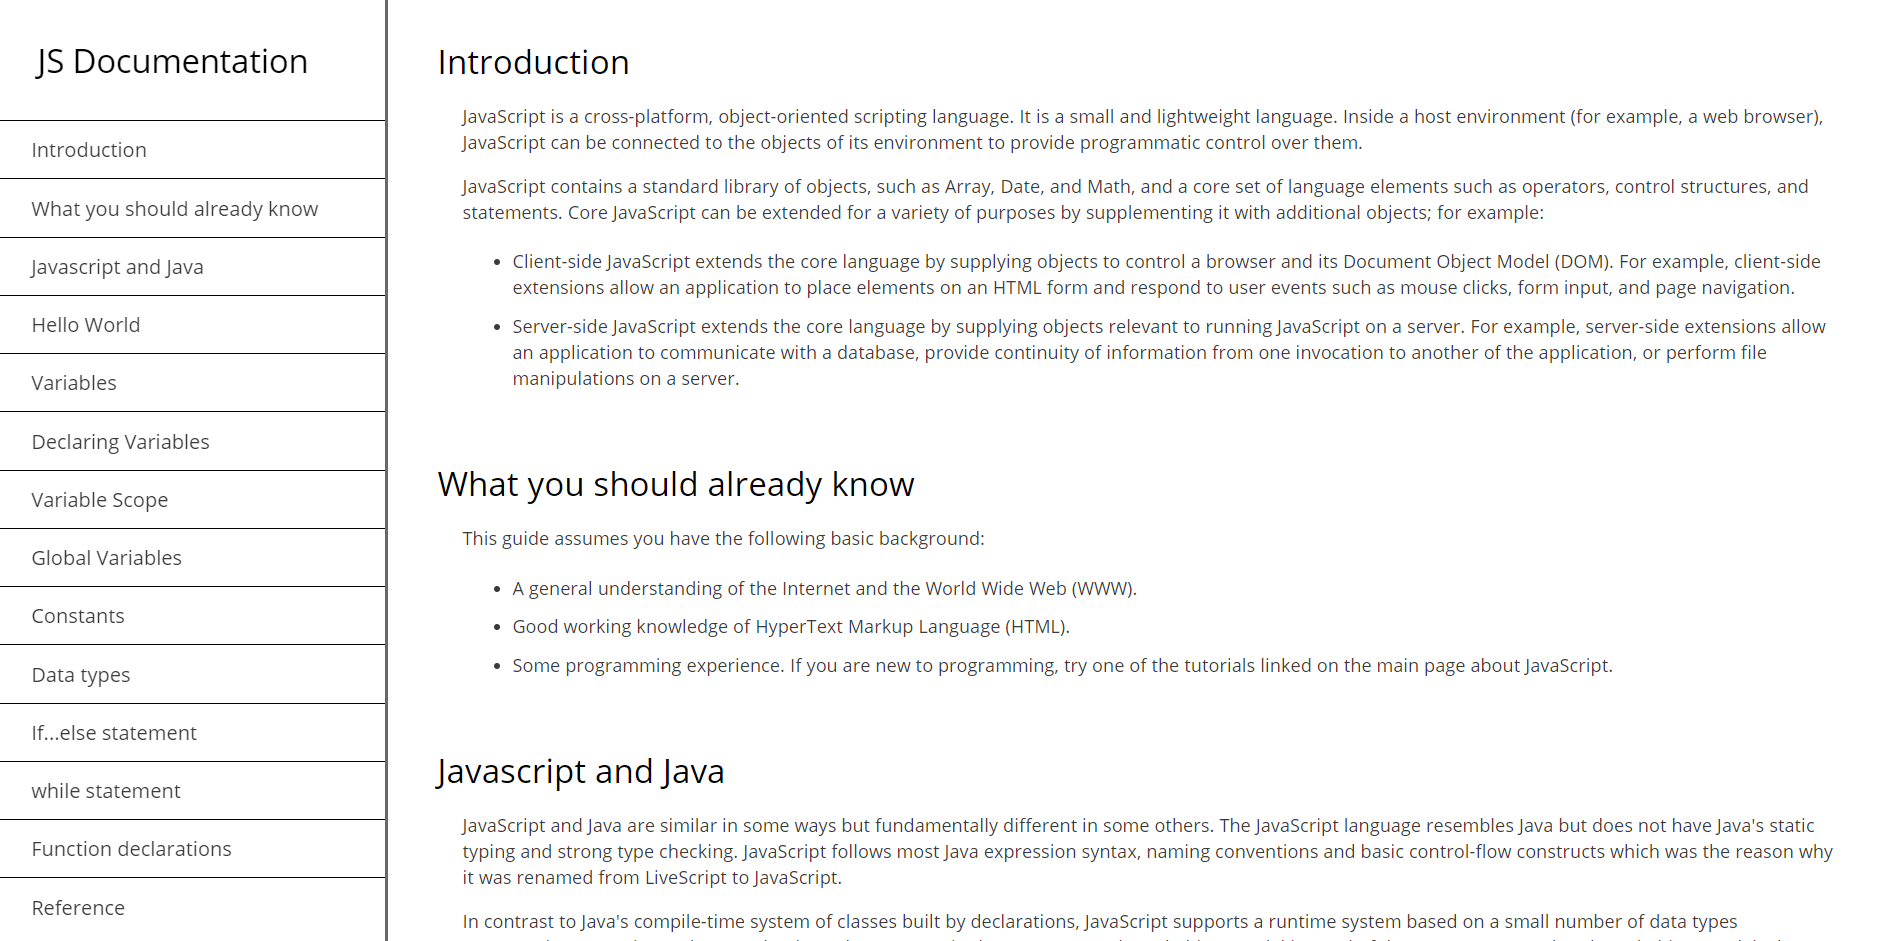 JS Documentation
Introduction
What you should already know
Javascript and Java
Hello World
Variables
Declaring Variables
Variable Scope
Global Variables
Constants
Data types
If...else statement
while statement
Function declarations
Reference
Introduction
JavaScript is a cross-platform, object-oriented scripting language. It is a small and lightweight language. Inside a host environment (for example, a web browser),
JavaScript can be connected to the objects of its environment to provide programmatic control over them.
JavaScript contains a standard library of objects, such as Array, Date, and Math, and a core set of language elements such as operators, control structures, and
statements. Core JavaScript can be extended for a variety of purposes by supplementing it with additional objects; for example:
• Client-side JavaScript extends the core language by supplying objects to control a browser and its Document Object Model (DOM). For example, client-side
extensions allow an application to place elements on an HTML form and respond to user events such as mouse clicks, form input, and page navigation.
• Server-side JavaScript extends the core language by supplying objects relevant to running JavaScript on a server. For example, server-side extensions allow
an application to communicate with a database, provide continuity of information from one invocation to another of the application, or perform file
manipulations on a server.
What you should already know
This guide assumes you have the following basic background:
• A general understanding of the Internet and the World Wide Web (WWW).
• Good working knowledge of HyperText Markup Language (HTML).
• Some programming experience. If you are new to programming, try one of the tutorials linked on the main page about JavaScript.
Javascript and Java
JavaScript and Java are similar in some ways but fundamentally different in some others. The JavaScript language resembles Java but does not have Java's static
typing and strong type checking. JavaScript follows most Java expression syntax, naming conventions and basic control-flow constructs which was the reason why
it was renamed from LiveScript to JavaScript.
In contrast to Java's compile-time system of classes built by declarations, JavaScript supports a runtime system based on a small number of data types